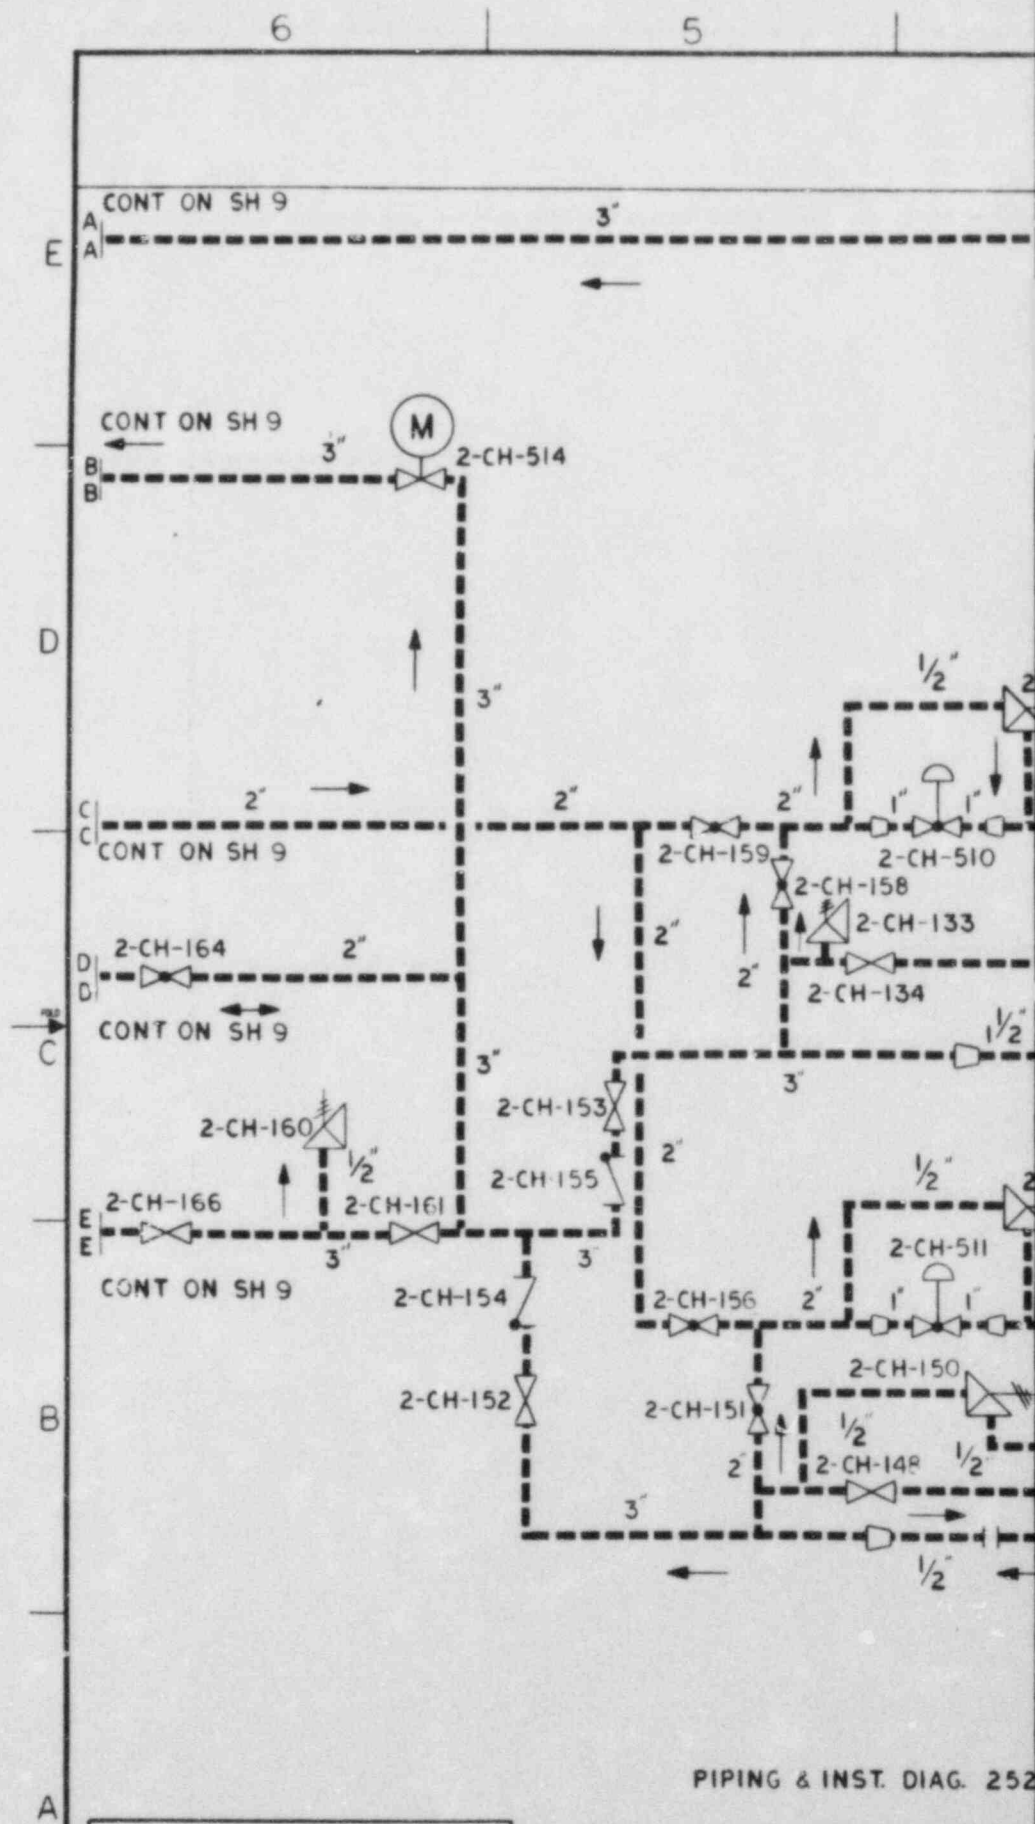 6 5
CONT ON SH 9
3"
A
A
E
CONT ON SH 9
M
3"
2-CH-514
B
B
D
1/2"
2
3"
C
C
2"
2"
2"
1"
1"
CONT ON SH 9
2-CH-159
2-CH-510
2-CH-158
2-CH-133
2-CH-164
2"
2"
D
D
2"
2-CH-134
CONT ON SH 9
C
1 1/2"
3"
3"
2-CH-153
2-CH-160
1/2"
2-CH-155
2"
1/2"
2
2-CH-166
2-CH-161
E
E
3"
3"
2-CH-511
CONT ON SH 9
2-CH-154
2-CH-156
2"
1"
1"
2-CH-150
2-CH-152
2-CH-151
1/2"
B
2"
2-CH-148
1/2"
3"
1/2"
PIPING & INST. DIAG. 252
A